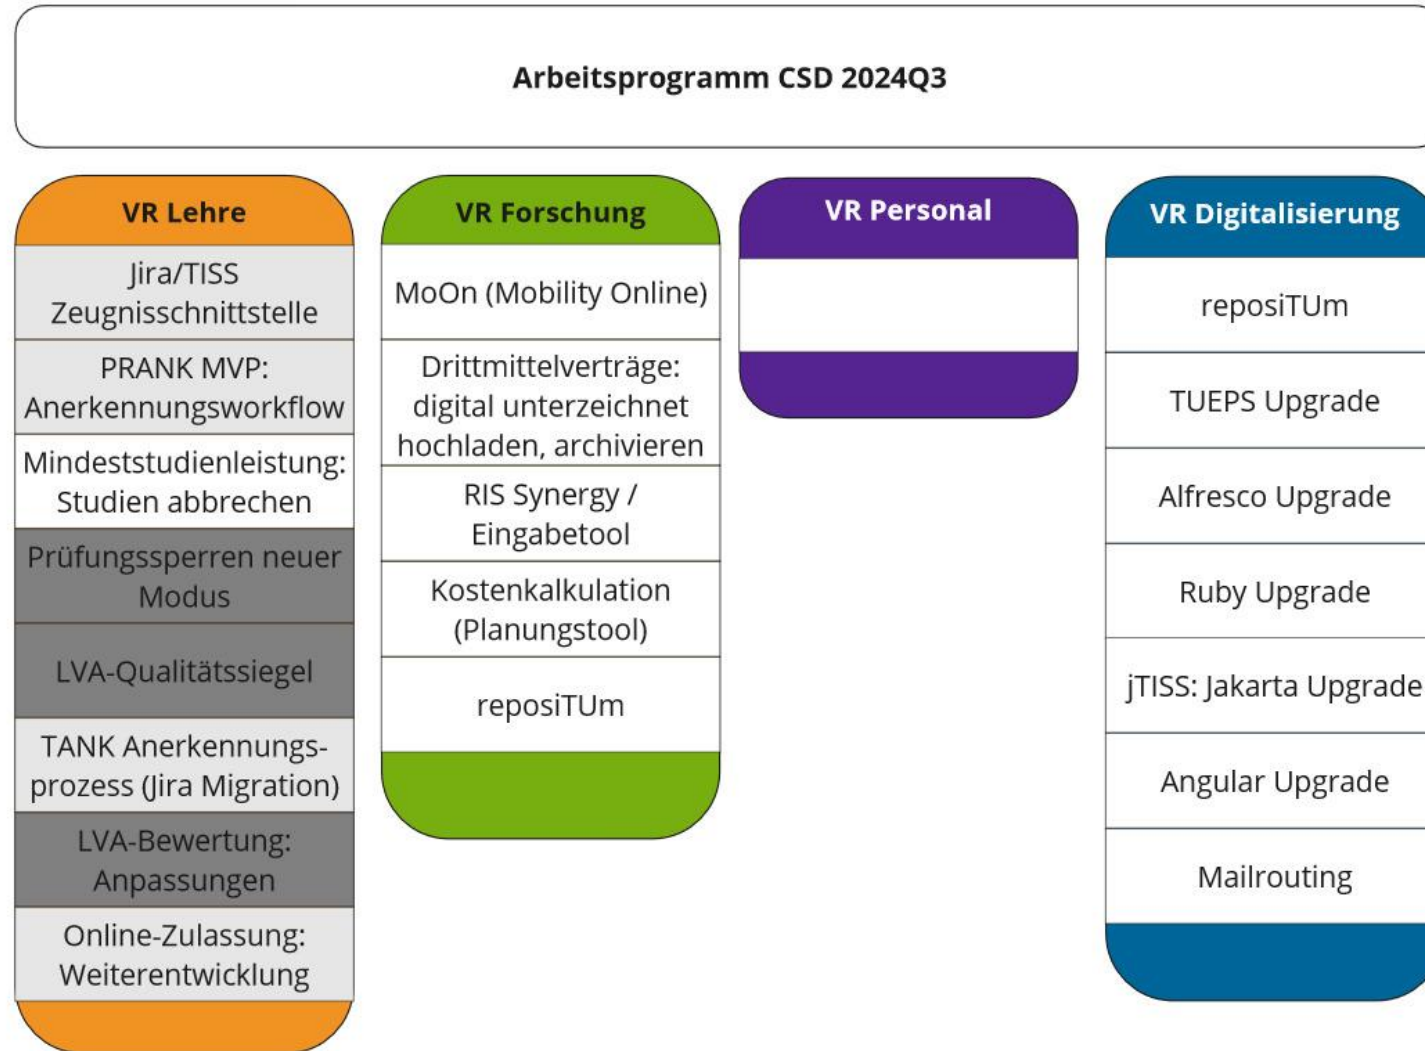 Arbeitsprogramm CSD 2024Q3
VR Lehre
Jira/TISS
Zeugnisschnittstelle
PRANK MVP:
Anerkennungsworkflow
Mindeststudienleistung:
Studien abbrechen
Prüfungssperren neuer
Modus
LVA-Qualitätssiegel
TANK Anerkennungs-
prozess (Jira Migration)
LVA-Bewertung:
Anpassungen
Online-Zulassung:
Weiterentwicklung
VR Forschung
MoOn (Mobility Online)
Drittmittelverträge:
digital unterzeichnet
hochladen, archivieren
RIS Synergy /
Eingabetool
Kostenkalkulation
(Planungstool)
reposiTUm
VR Personal
VR Digitalisierung
reposiTUm
TUEPS Upgrade
Alfresco Upgrade
Ruby Upgrade
jTISS: Jakarta Upgrade
Angular Upgrade
Mailrouting